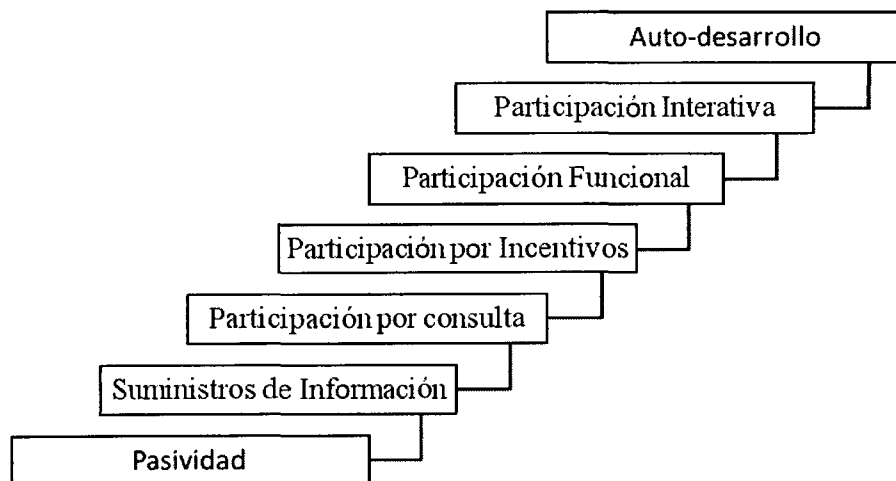 Auto-desarrollo
Participación Interativa
Participación Funcional
Participación por Incentivos
Participación por consulta
Suministros de Información
Pasividad